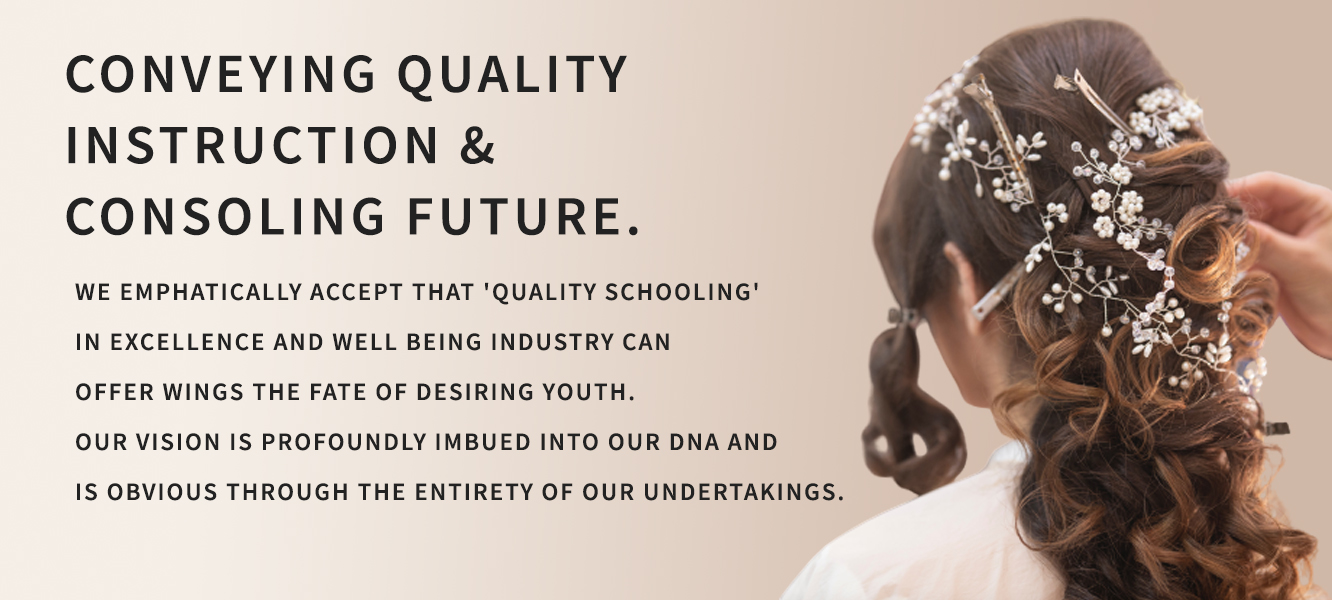 CONVEYING QUALITY
INSTRUCTION &
CONSOLING FUTURE.
WE EMPHATICALLY ACCEPT THAT 'QUALITY SCHOOLING'
IN EXCELLENCE AND WELL BEING INDUSTRY CAN
OFFER WINGS THE FATE OF DESIRING YOUTH.
OUR VISION IS PROFOUNDLY IMBUED INTO OUR DNA AND
IS OBVIOUS THROUGH THE ENTIRETY OF OUR UNDERTAKINGS.